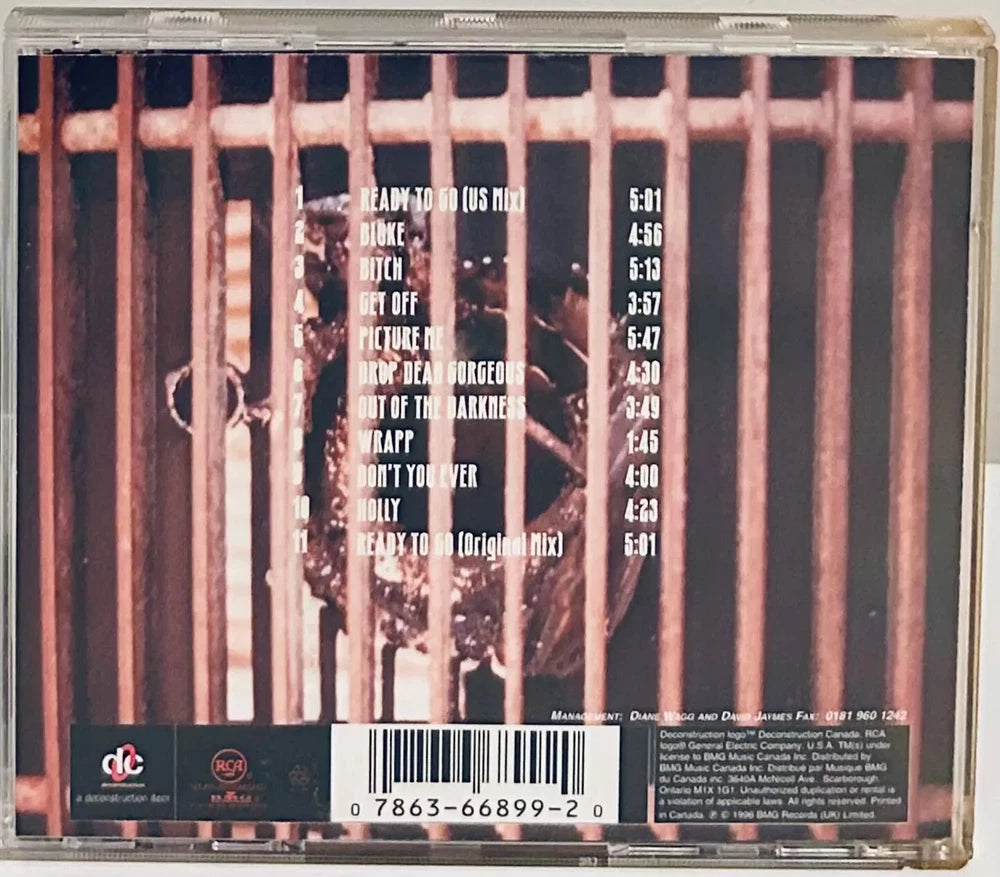 1 READY TO GO (US Mix) 5:01
2 BLOKE 4:56
3 BITCH 5:13
4 GET OFF 3:57
5 PICTURE ME 5:47
6 DROP DEAD GORGEOUS 4:30
7 OUT OF THE DARKNESS 3:49
8 WRAPP 1:45
9 DON'T YOU EVER 4:00
10 HOLLY 4:23
11 READY TO GO (Original Mix) 5:01
MANAGEMENT: DIANE WAGG AND DAVID JAYMES FAX: 0181 960 1242
dc
deconstruction
a deconstruction
RCA
BMG
0 7863-66899-2 0
Deconstruction logo™ Deconstruction Canada. RCA
logo® General Electric Company. U.S.A. TM(s) under
license to BMG Music Canada Inc. Distributed by
BMG Music Canada Inc. Distribué par Musique BMG
du Canada inc. 3640A McNicoll Ave. Scarborough.
Ontario M1X 1G1. Unauthorized duplication or rental is
a violation of applicable laws. All rights reserved. Printed
in Canada. ℗ © 1996 BMG Records (UK) Limited.